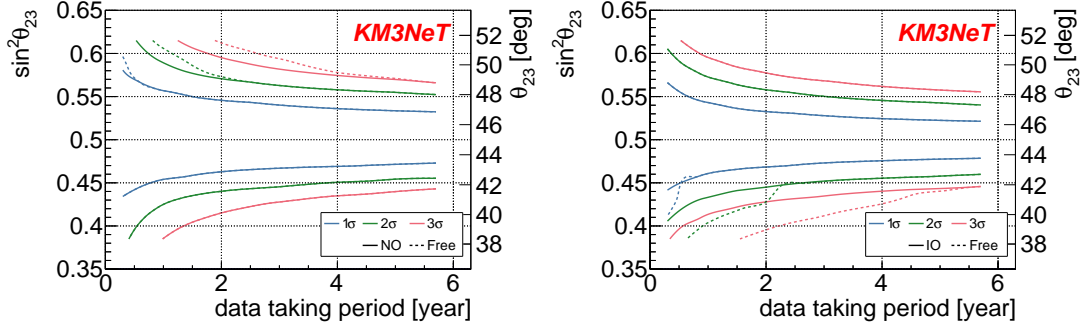 KM3NeT
sin²θ₂₃
θ₂₃ [deg]
0.65
0.6
0.55
0.5
0.45
0.4
0.35
52
50
48
46
44
42
40
38
1σ 2σ 3σ
NO Free
0 2 4 6
data taking period [year]
KM3NeT
sin²θ₂₃
θ₂₃ [deg]
0.65
0.6
0.55
0.5
0.45
0.4
0.35
52
50
48
46
44
42
40
38
1σ 2σ 3σ
IO Free
0 2 4 6
data taking period [year]